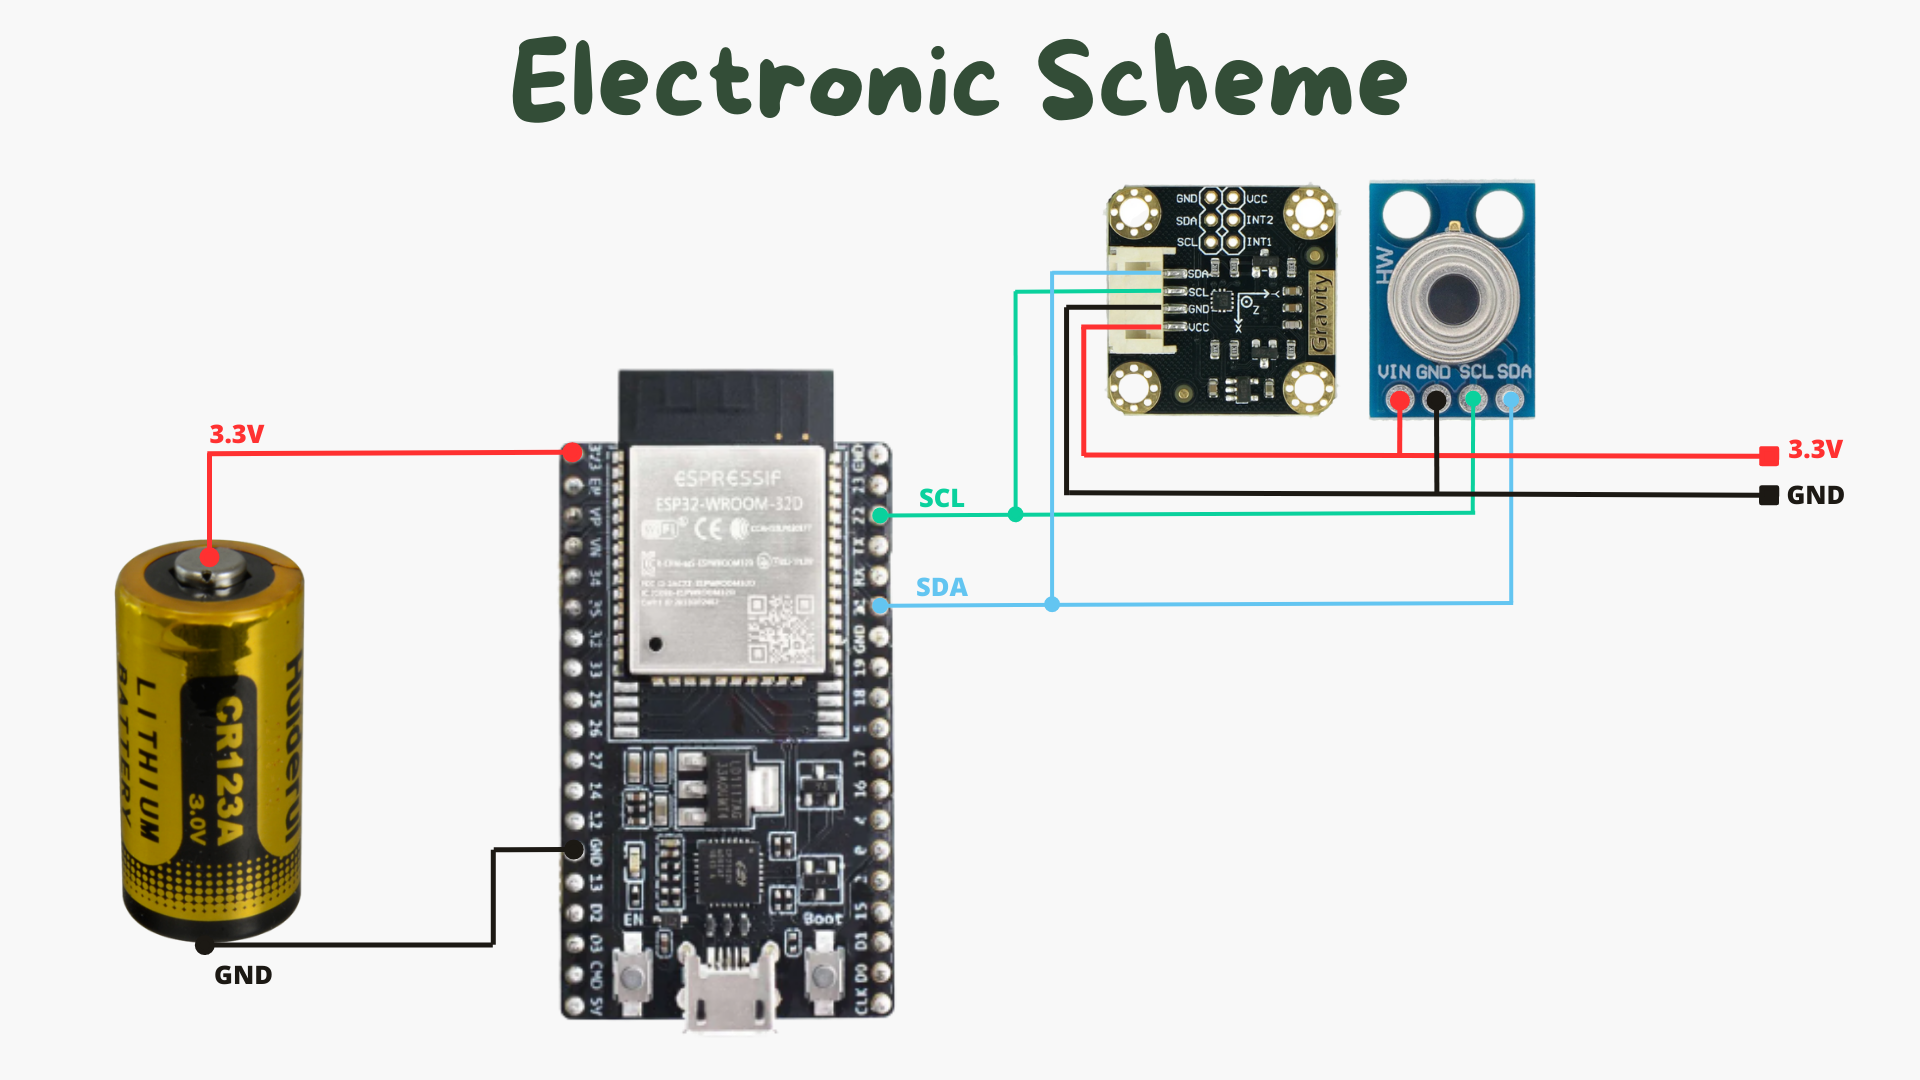 Electronic Scheme
GND VCC
SDA INT2
SCL INT1
SDA
SCL
GND
VCC
Y
Z
X
Gravity
HW
VIN GND SCL SDA
3.3V
GND
3.3V
SCL
SDA
GND
Huiderui
CR123A
3.0V
LITHIUM
BATTERY
ESPRESSIF
ESP32-WROOM-32D
WiFi CE
3V3
EN
VP
VN
34
35
32
33
25
26
27
14
12
GND
13
D2
D3
CMD
5V
GND
23
22
TX
RX
21
GND
19
18
5
17
16
4
0
2
15
D1
D0
CLK
LD1117AG
EN
Boot